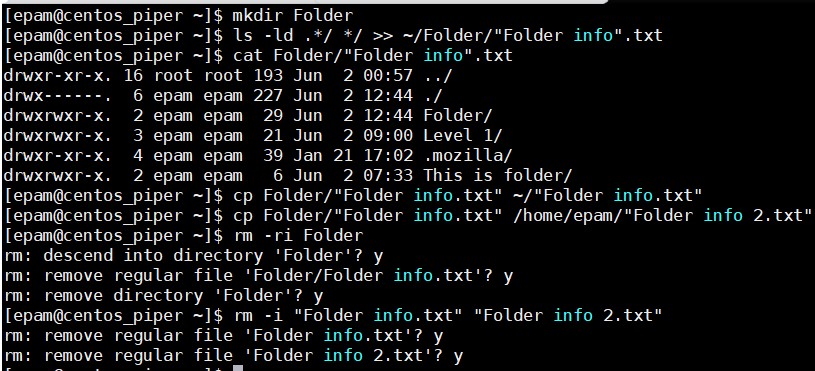 [epam@centos_piper ~]$ mkdir Folder
[epam@centos_piper ~]$ ls -ld .*/ */ >> ~/Folder/"Folder info".txt
[epam@centos_piper ~]$ cat Folder/"Folder info".txt
drwxr-xr-x. 16 root root 193 Jun  2 00:57 ../
drwx------.  6 epam epam 227 Jun  2 12:44 ./
drwxrwxr-x.  2 epam epam  29 Jun  2 12:44 Folder/
drwxrwxr-x.  3 epam epam  21 Jun  2 09:00 Level 1/
drwxr-xr-x.  4 epam epam  39 Jan 21 17:02 .mozilla/
drwxrwxr-x.  2 epam epam   6 Jun  2 07:33 This is folder/
[epam@centos_piper ~]$ cp Folder/"Folder info.txt" ~/"Folder info.txt"
[epam@centos_piper ~]$ cp Folder/"Folder info.txt" /home/epam/"Folder info 2.txt"
[epam@centos_piper ~]$ rm -ri Folder
rm: descend into directory 'Folder'? y
rm: remove regular file 'Folder/Folder info.txt'? y
rm: remove directory 'Folder'? y
[epam@centos_piper ~]$ rm -i "Folder info.txt" "Folder info 2.txt"
rm: remove regular file 'Folder info.txt'? y
rm: remove regular file 'Folder info 2.txt'? y
[epam@centos_piper ~]$